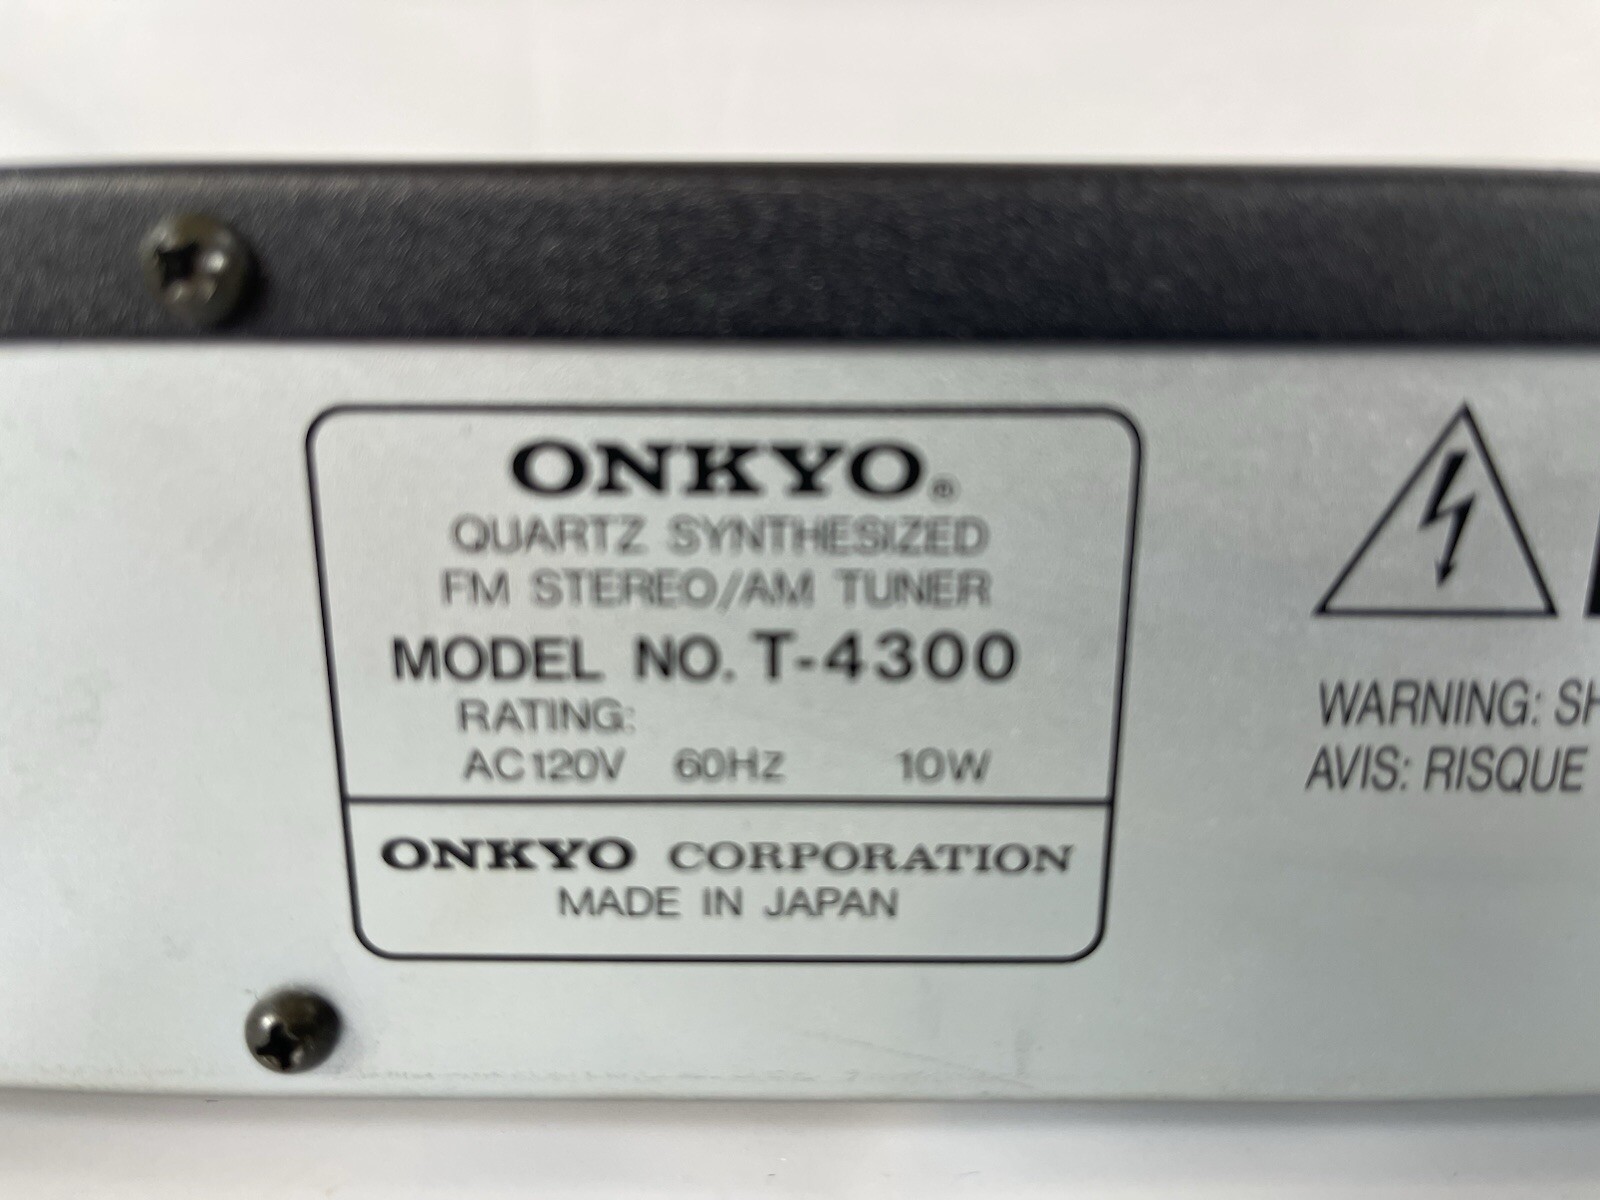 ONKYO®
QUARTZ SYNTHESIZED
FM STEREO/AM TUNER
MODEL NO. T-4300
RATING:
AC120V 60Hz 10W
ONKYO CORPORATION
MADE IN JAPAN
WARNING: SH
AVIS: RISQUE